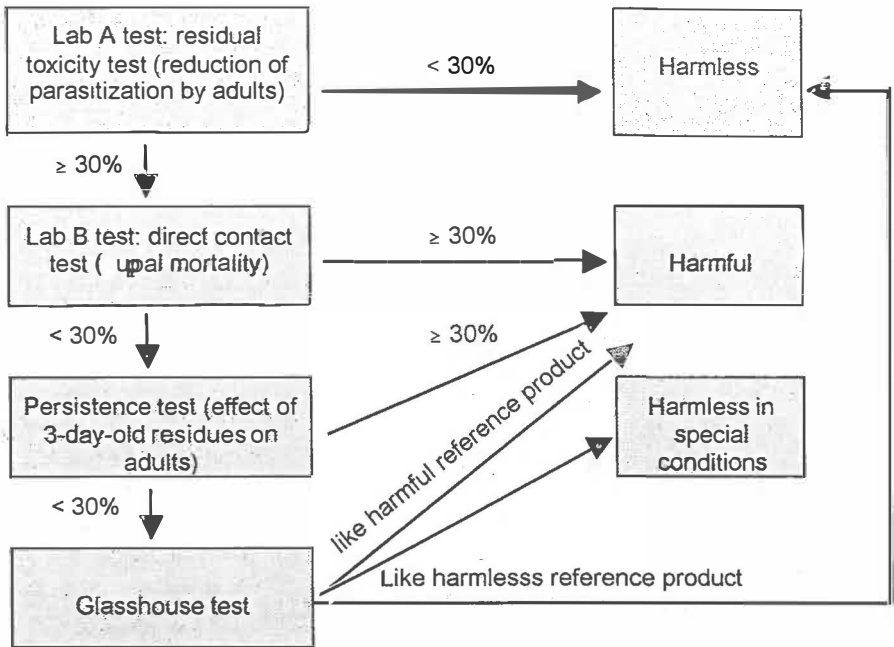 Lab A test: residual
toxicity test (reduction of
parasitization by adults)
< 30%
Harmless
≥ 30%
Lab B test: direct contact
test ( upal mortality)
≥ 30%
Harmful
< 30%
≥ 30%
Persistence test (effect of
3-day-old residues on
adults)
like harmful reference product
Harmless in
special
conditions
< 30%
Like harmlesss reference product
Glasshouse test